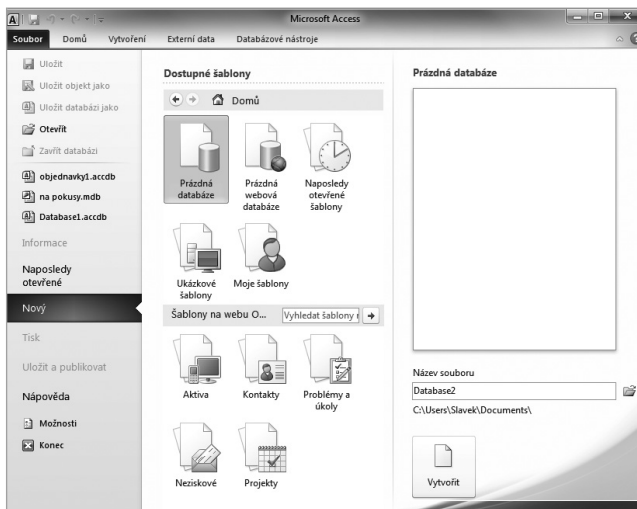 Microsoft Access
Soubor Domů Vytvoření Externí data Databázové nástroje
Uložit
Uložit objekt jako
Uložit databázi jako
Otevřít
Zavřít databázi
objednavky1.accdb
na pokusy.mdb
Database1.accdb
Informace
Naposledy
otevřené
Nový
Tisk
Uložit a publikovat
Nápověda
Možnosti
Konec
Dostupné šablony
Domů
Prázdná
databáze
Prázdná
webová
databáze
Naposledy
otevřené
šablony
Ukázkové
šablony
Moje šablony
Šablony na webu O... Vyhledat šablony
Aktiva
Kontakty
Problémy a
úkoly
Neziskové
Projekty
Prázdná databáze
Název souboru
Database2
C:\Users\Slavek\Documents\
Vytvořit